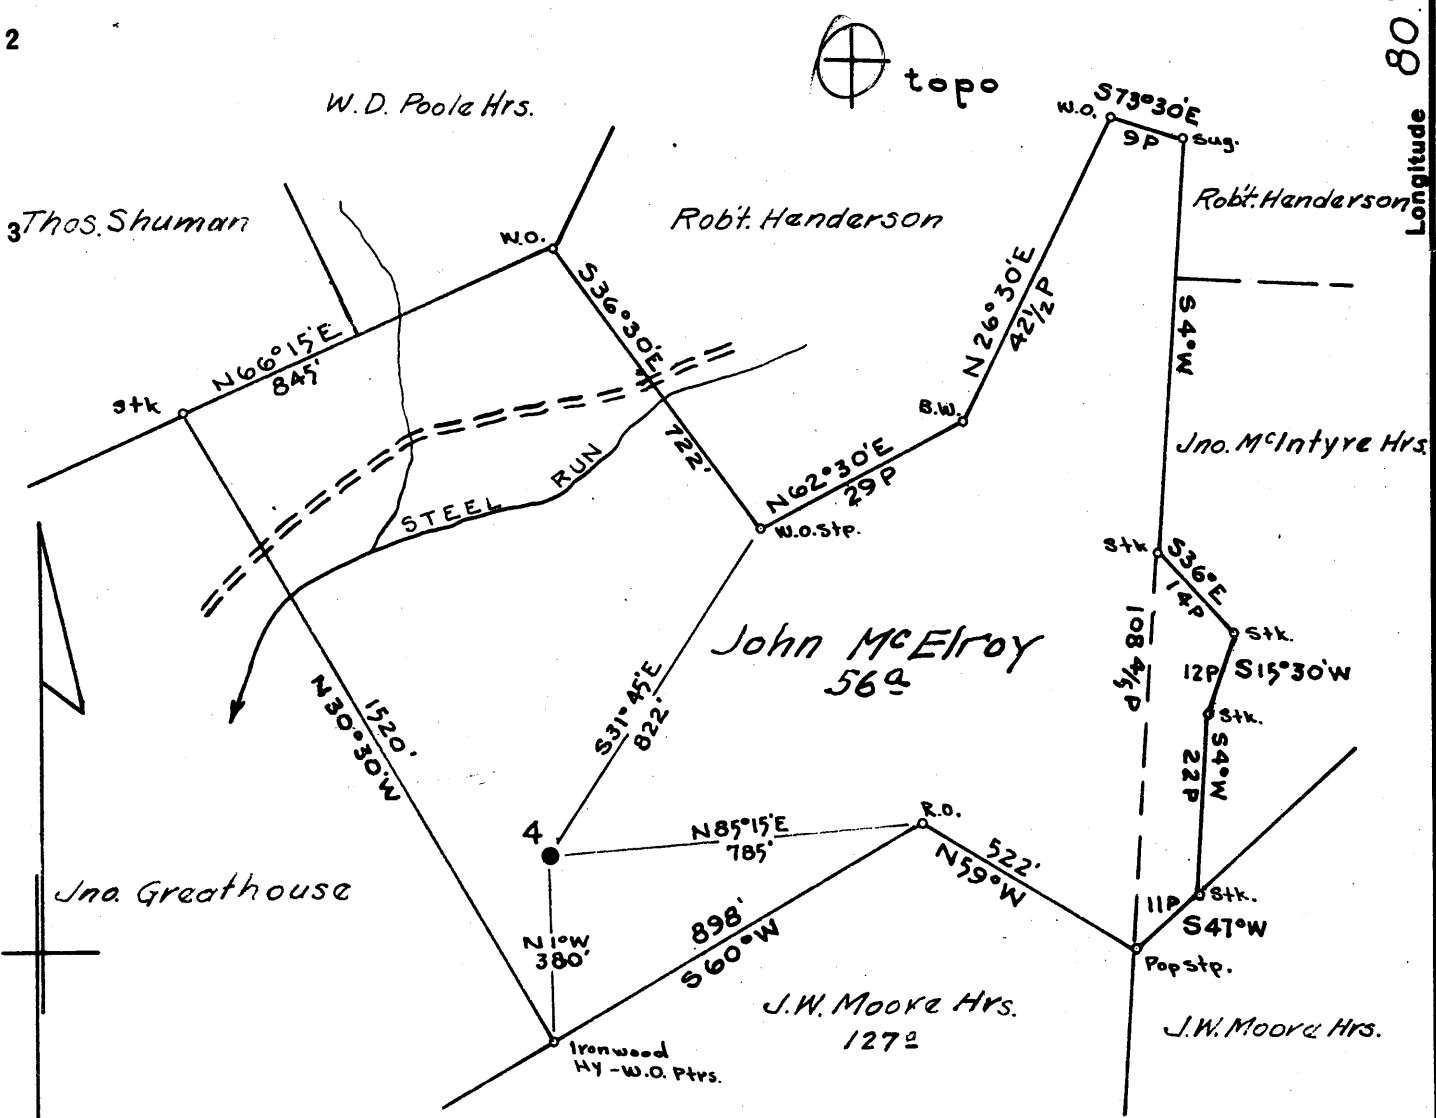 2
topo
80
Longitude
W.D. Poole Hrs.
W.O.
S73°30'E
9P
Sug.
3
Thos. Shuman
Rob't. Henderson
Rob't. Henderson
W.O.
S36°30'E
722'
N66°15'E
845'
Stk
N26°30'E
42½P
S4°W
B.W.
Jno. McIntyre Hrs.
N62°30'E
29P
W.O. Stp.
STEEL RUN
Stk
S36°E
14P
Stk.
108 4/5 P
12P
S15°30'W
Stk.
John McElroy
56a
S31°45'E
822'
1520'
N30°30'W
S4°W
22P
4
N85°15'E
785'
R.O.
522'
N59°W
Jno. Greathouse
11P
Stk.
S47°W
N1°W
380'
898'
S60°W
Pop Stp.
J.W. Moore Hrs.
127a
J.W. Moore Hrs.
Ironwood
Hy-W.O. Ptrs.